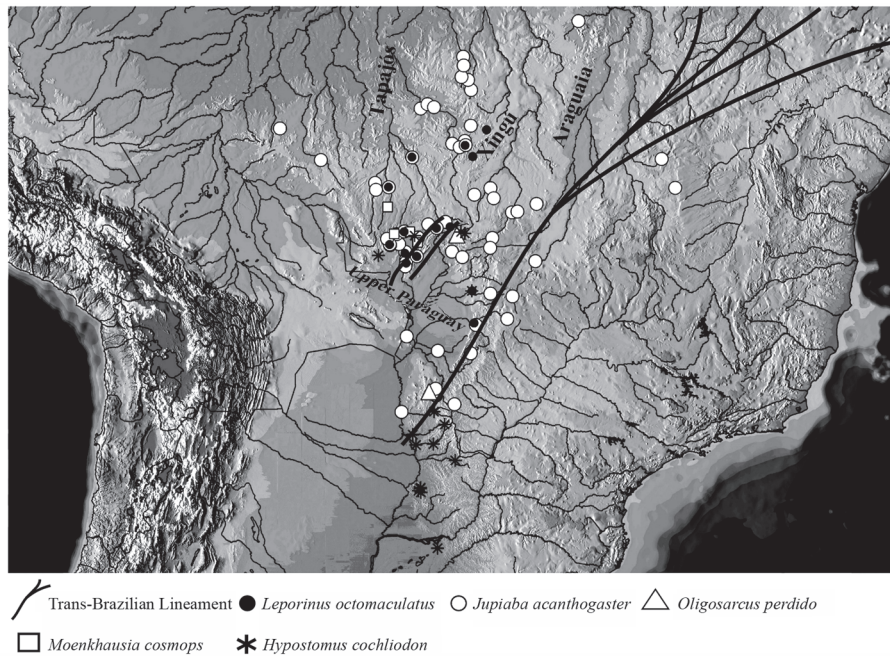 Tapajós
Xingu
Araguaia
Upper Paraguay
Trans-Brazilian Lineament Leporinus octomaculatus Jupiaba acanthogaster Oligosarcus perdido
Moenkhausia cosmops Hypostomus cochliodon